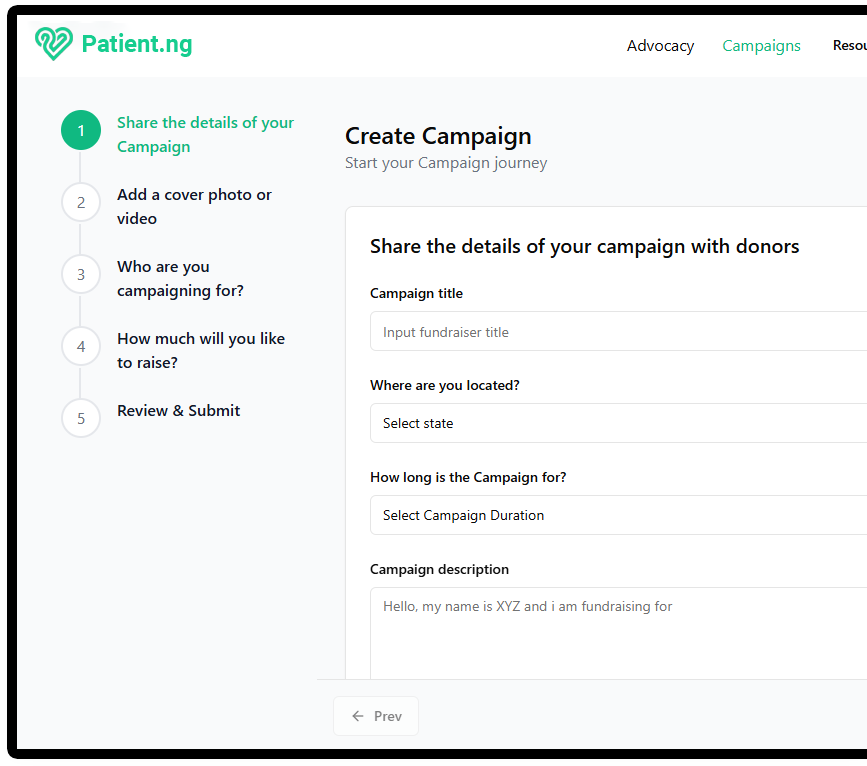 Patient.ng
Advocacy
Campaigns
1
Share the details of your
Campaign
2
Add a cover photo or
video
3
Who are you
campaigning for?
4
How much will you like
to raise?
5
Review & Submit
Create Campaign
Start your Campaign journey
Share the details of your campaign with donors
Campaign title
Input fundraiser title
Where are you located?
Select state
How long is the Campaign for?
Select Campaign Duration
Campaign description
Hello, my name is XYZ and i am fundraising for
Prev